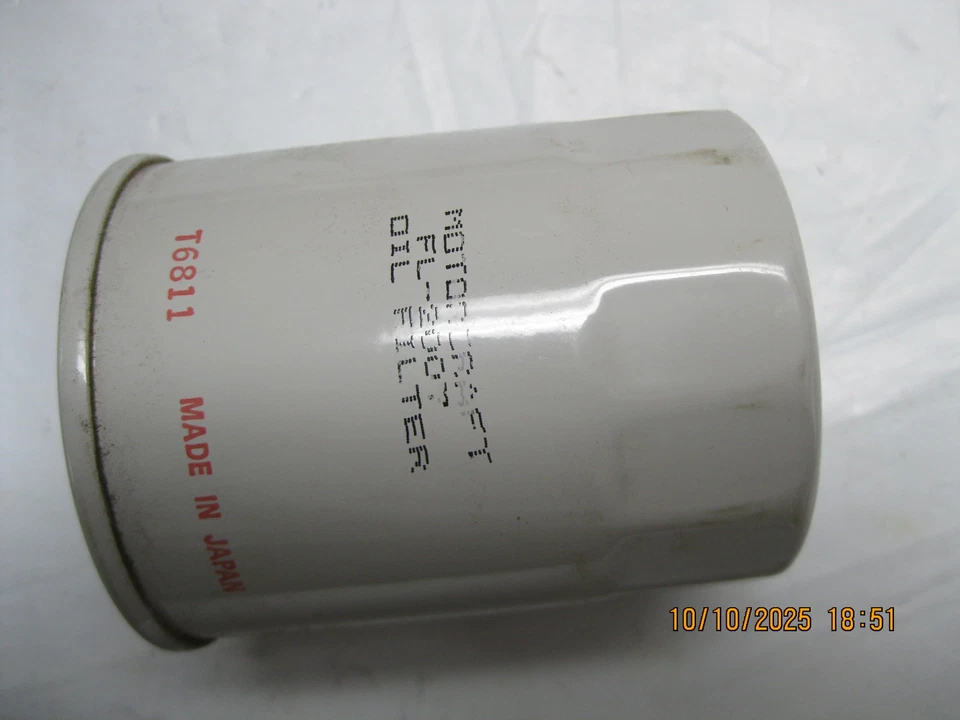 MOTORCRAFT
OIL FILTER
T6811 MADE IN JAPAN
10/10/2025 18:51